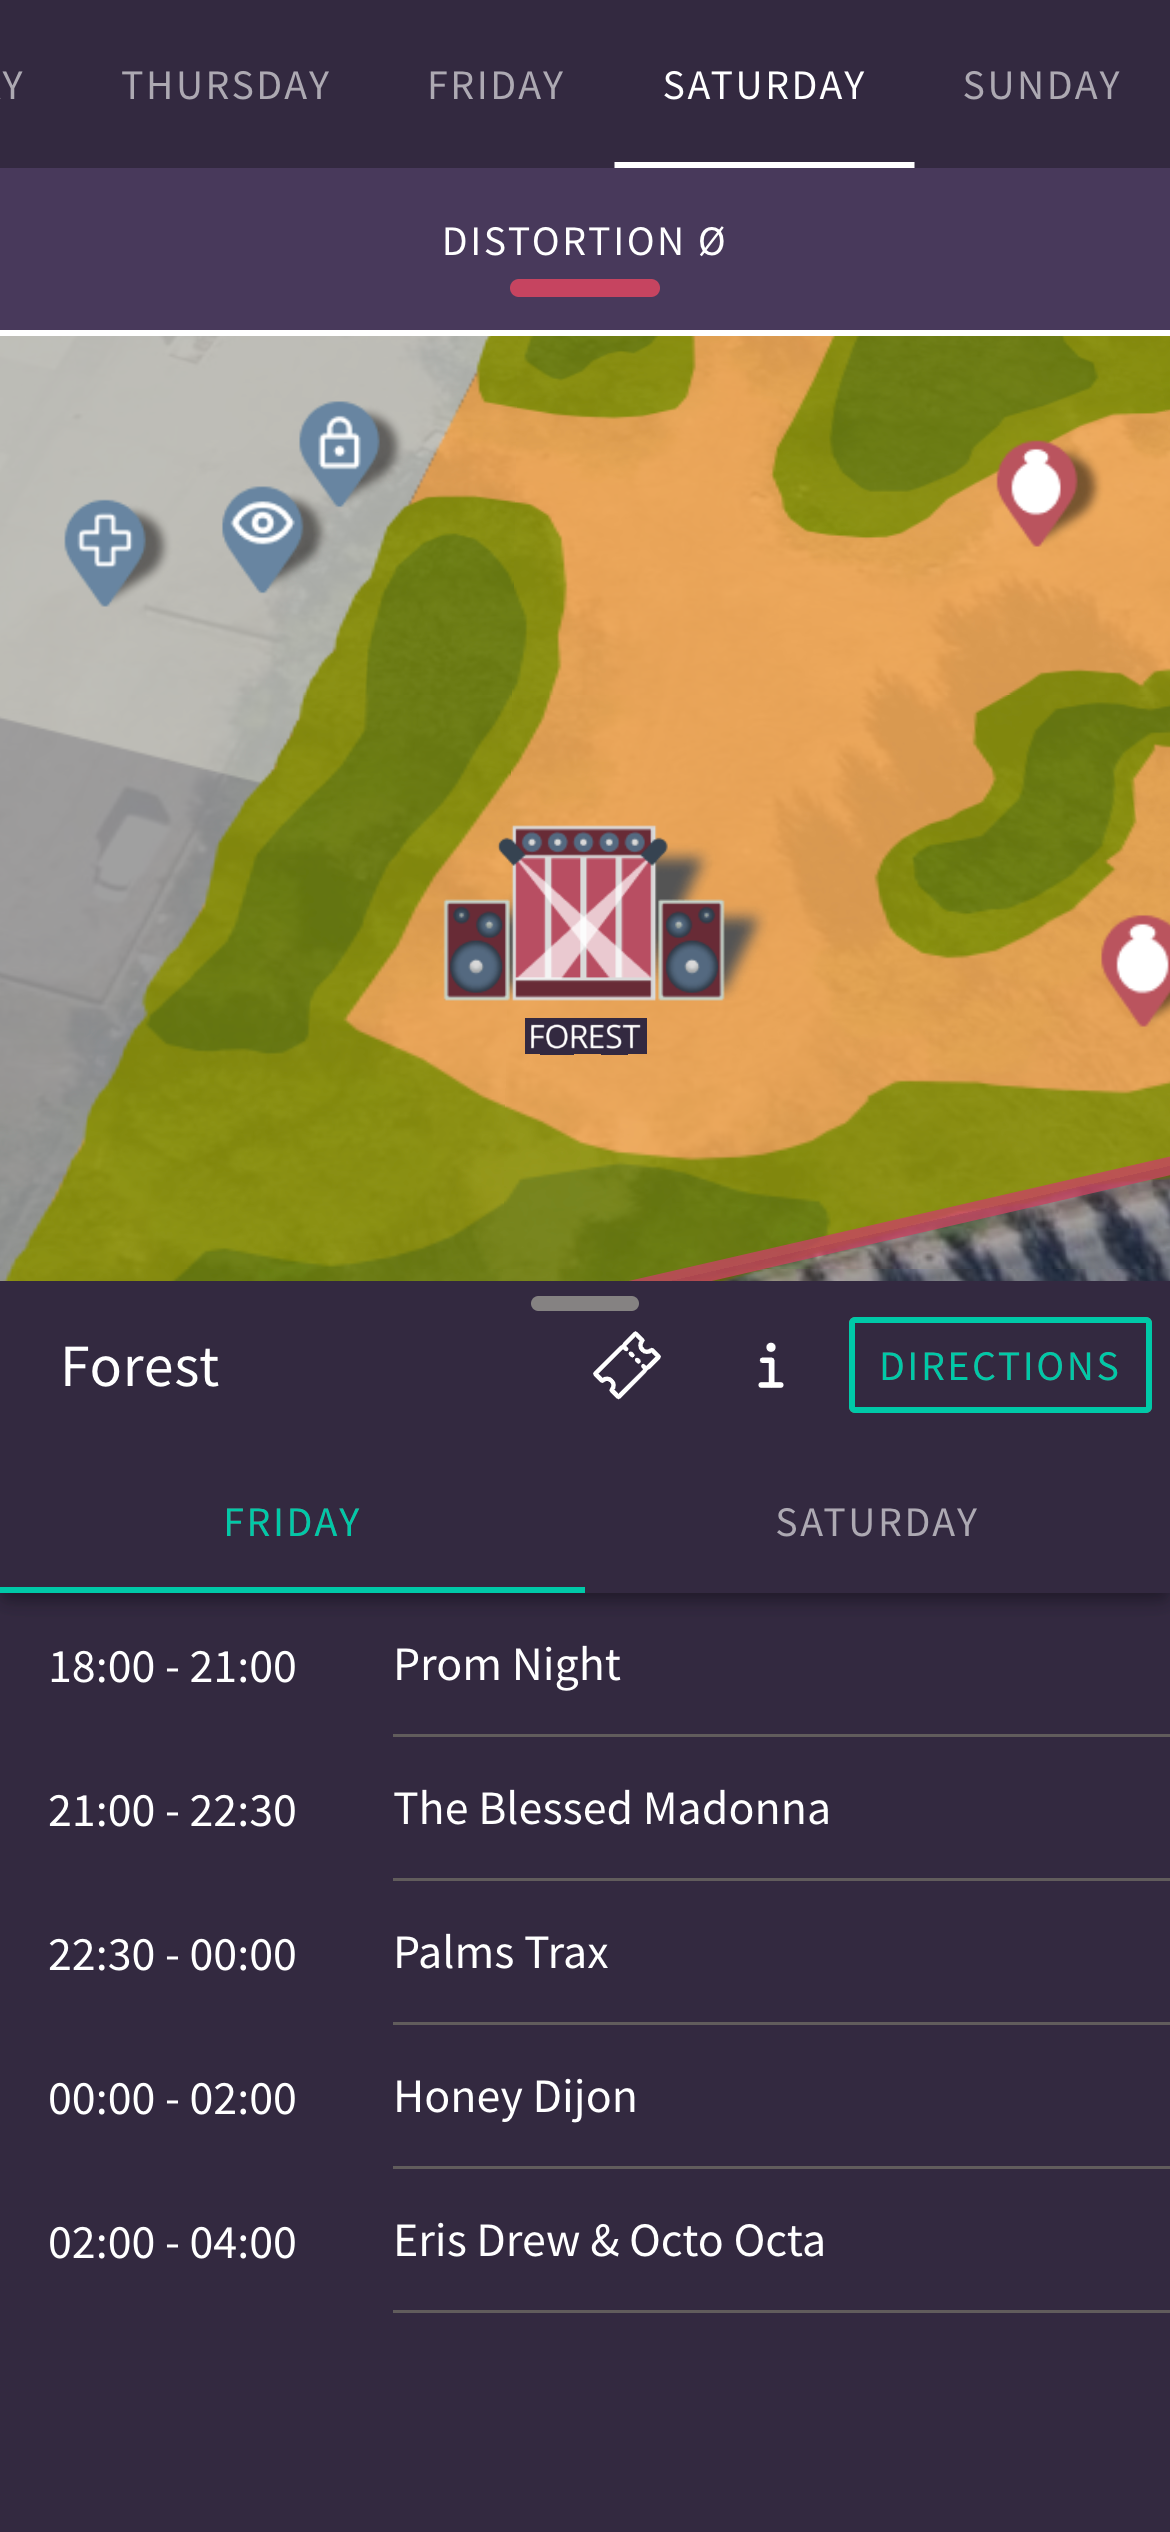 Y THURSDAY FRIDAY SATURDAY SUNDAY
DISTORTION Ø
FOREST
Forest i DIRECTIONS
FRIDAY SATURDAY
18:00 - 21:00 Prom Night
21:00 - 22:30 The Blessed Madonna
22:30 - 00:00 Palms Trax
00:00 - 02:00 Honey Dijon
02:00 - 04:00 Eris Drew & Octo Octa